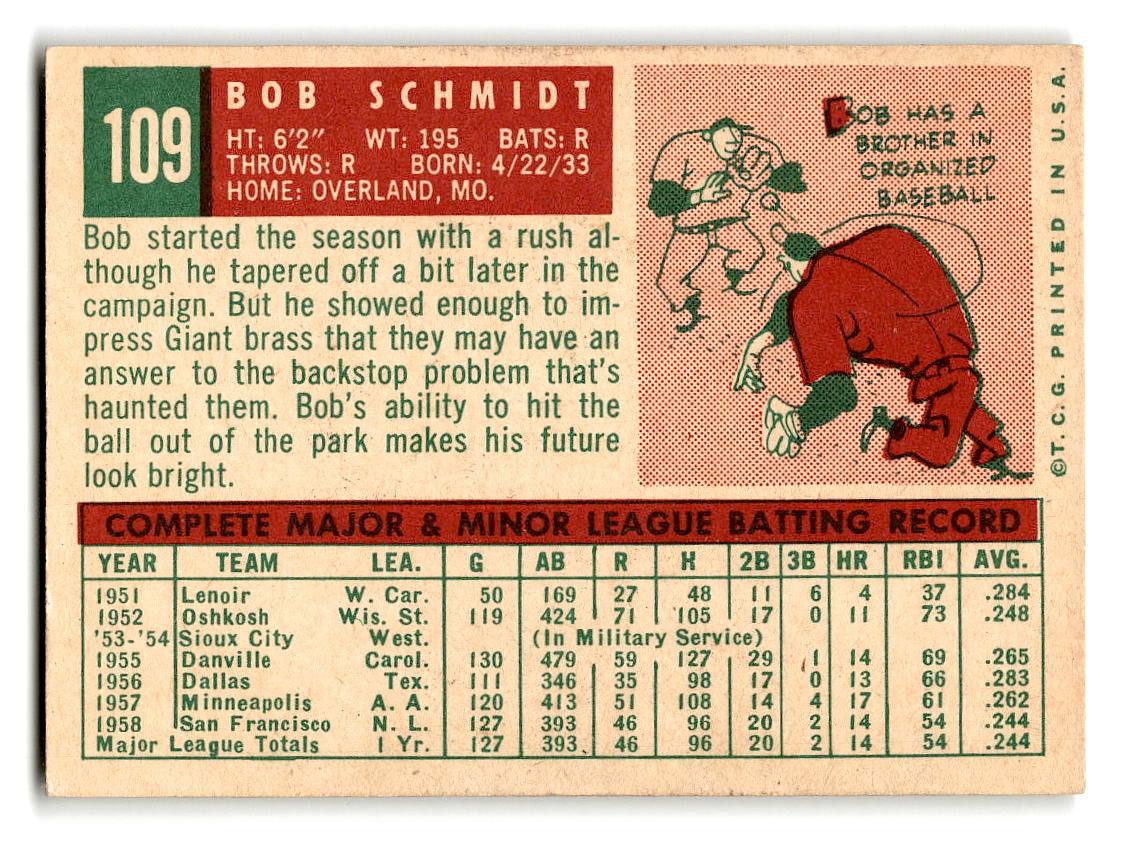 109
BOB SCHMIDT
HT: 6'2" WT: 195 BATS: R
THROWS: R BORN: 4/22/33
HOME: OVERLAND, MO.
Bob started the season with a rush al-
though he tapered off a bit later in the
campaign. But he showed enough to im-
press Giant brass that they may have an
answer to the backstop problem that's
haunted them. Bob's ability to hit the
ball out of the park makes his future
look bright.
BOB HAS A
BROTHER IN
ORGANIZED
BASEBALL
©T.C.G. PRINTED IN U.S.A.
COMPLETE MAJOR & MINOR LEAGUE BATTING RECORD
YEAR TEAM LEA. G AB R H 2B 3B HR RBI AVG.
1951 Lenoir W. Car. 50 169 27 48 11 6 4 37 .284
1952 Oshkosh Wis. St. 119 424 71 105 17 0 11 73 .248
'53-'54 Sioux City West. (In Military Service)
1955 Danville Carol. 130 479 59 127 29 1 14 69 .265
1956 Dallas Tex. 111 346 35 98 17 0 13 66 .283
1957 Minneapolis A. A. 120 413 51 108 14 4 17 61 .262
1958 San Francisco N. L. 127 393 46 96 20 2 14 54 .244
Major League Totals 1 Yr. 127 393 46 96 20 2 14 54 .244